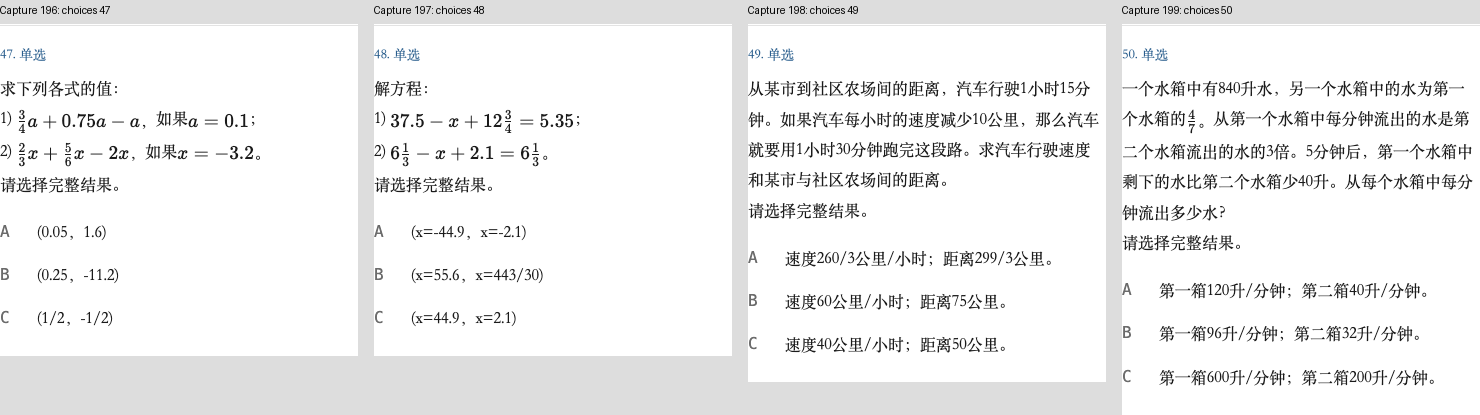 Capture 196: choices 47
47. 单选
求下列各式的值：
1) 3/4a + 0.75a − a，如果a = 0.1；
2) 2/3x + 5/6x − 2x，如果x = −3.2。
请选择完整结果。
A (0.05，1.6)
B (0.25，-11.2)
C (1/2，-1/2)
Capture 197: choices 48
48. 单选
解方程：
1) 37.5 − x + 12 3/4 = 5.35；
2) 6 1/3 − x + 2.1 = 6 1/3。
请选择完整结果。
A (x=-44.9，x=-2.1)
B (x=55.6，x=443/30)
C (x=44.9，x=2.1)
Capture 198: choices 49
49. 单选
从某市到社区农场间的距离，汽车行驶1小时15分
钟。如果汽车每小时的速度减少10公里，那么汽车
就要用1小时30分钟跑完这段路。求汽车行驶速度
和某市与社区农场间的距离。
请选择完整结果。
A 速度260/3公里/小时；距离299/3公里。
B 速度60公里/小时；距离75公里。
C 速度40公里/小时；距离50公里。
Capture 199: choices 50
50. 单选
一个水箱中有840升水，另一个水箱中的水为第一
个水箱的4/7。从第一个水箱中每分钟流出的水是第
二个水箱流出的水的3倍。5分钟后，第一个水箱中
剩下的水比第二个水箱少40升。从每个水箱中每分
钟流出多少水？
请选择完整结果。
A 第一箱120升/分钟；第二箱40升/分钟。
B 第一箱96升/分钟；第二箱32升/分钟。
C 第一箱600升/分钟；第二箱200升/分钟。